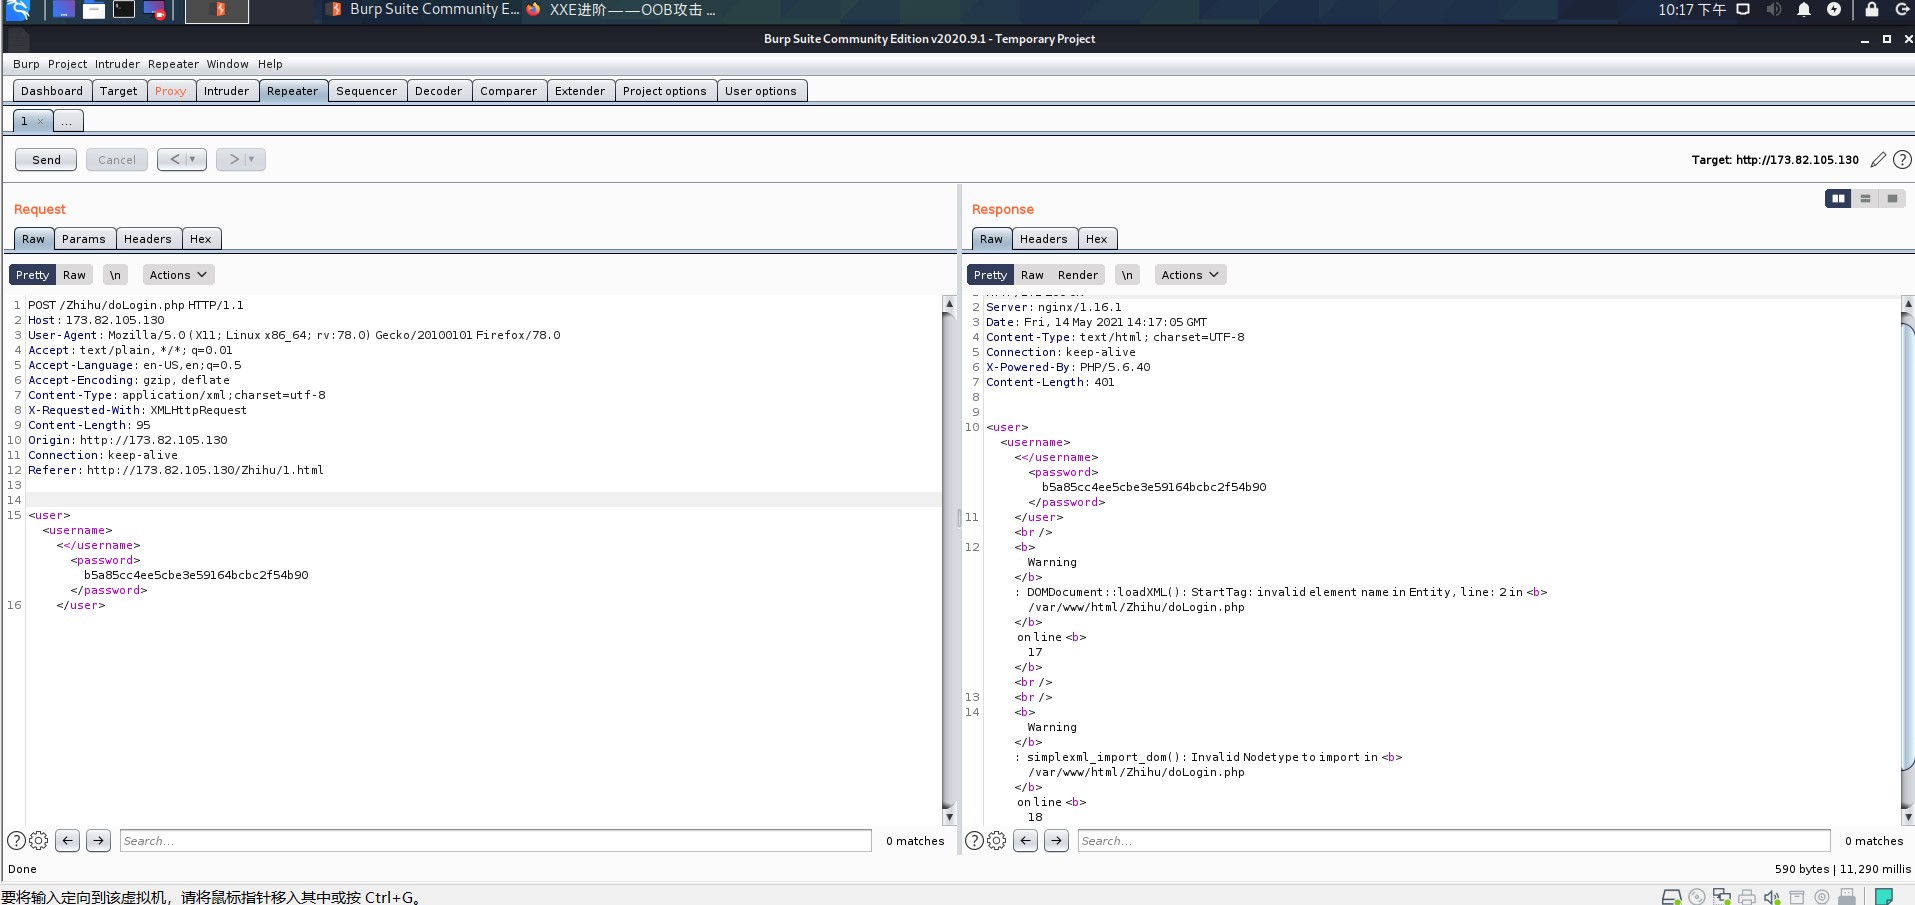 Burp Suite Community E... XXE进阶——OOB攻击 ... 10:17 下午
Burp Suite Community Edition v2020.9.1 - Temporary Project
Burp Project Intruder Repeater Window Help
Dashboard Target Proxy Intruder Repeater Sequencer Decoder Comparer Extender Project options User options
1 × ...
Send Cancel < > Target: http://173.82.105.130
Request
Raw Params Headers Hex
Pretty Raw \n Actions
1 POST /Zhihu/doLogin.php HTTP/1.1
2 Host: 173.82.105.130
3 User-Agent: Mozilla/5.0 (X11; Linux x86_64; rv:78.0) Gecko/20100101 Firefox/78.0
4 Accept: text/plain, */*; q=0.01
5 Accept-Language: en-US,en;q=0.5
6 Accept-Encoding: gzip, deflate
7 Content-Type: application/xml;charset=utf-8
8 X-Requested-With: XMLHttpRequest
9 Content-Length: 95
10 Origin: http://173.82.105.130
11 Connection: keep-alive
12 Referer: http://173.82.105.130/Zhihu/1.html
13
14
15 <user>
<username>
<</username>
<password>
b5a85cc4ee5cbe3e59164bcbc2f54b90
</password>
16 </user>
Search... 0 matches
Response
Raw Headers Hex
Pretty Raw Render \n Actions
2 Server: nginx/1.16.1
3 Date: Fri, 14 May 2021 14:17:05 GMT
4 Content-Type: text/html; charset=UTF-8
5 Connection: keep-alive
6 X-Powered-By: PHP/5.6.40
7 Content-Length: 401
8
9
10 <user>
<username>
<</username>
<password>
b5a85cc4ee5cbe3e59164bcbc2f54b90
</password>
11 </user>
<br />
12 <b>
Warning
</b>
: DOMDocument::loadXML(): StartTag: invalid element name in Entity, line: 2 in <b>
/var/www/html/Zhihu/doLogin.php
</b>
on line <b>
17
</b>
<br />
13 <br />
14 <b>
Warning
</b>
: simplexml_import_dom(): Invalid Nodetype to import in <b>
/var/www/html/Zhihu/doLogin.php
</b>
on line <b>
18
Search... 0 matches
Done 590 bytes | 11,290 millis
要将输入定向到该虚拟机，请将鼠标指针移入其中或按 Ctrl+G。